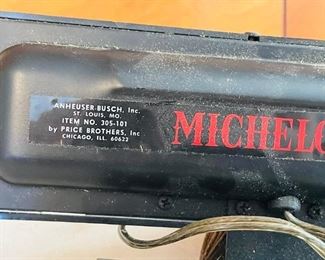 ANHEUSER-BUSCH, Inc.
ST. LOUIS, MO.
ITEM NO. 305-101
by PRICE BROTHERS, Inc
CHICAGO, ILL. 60623
MICHELO